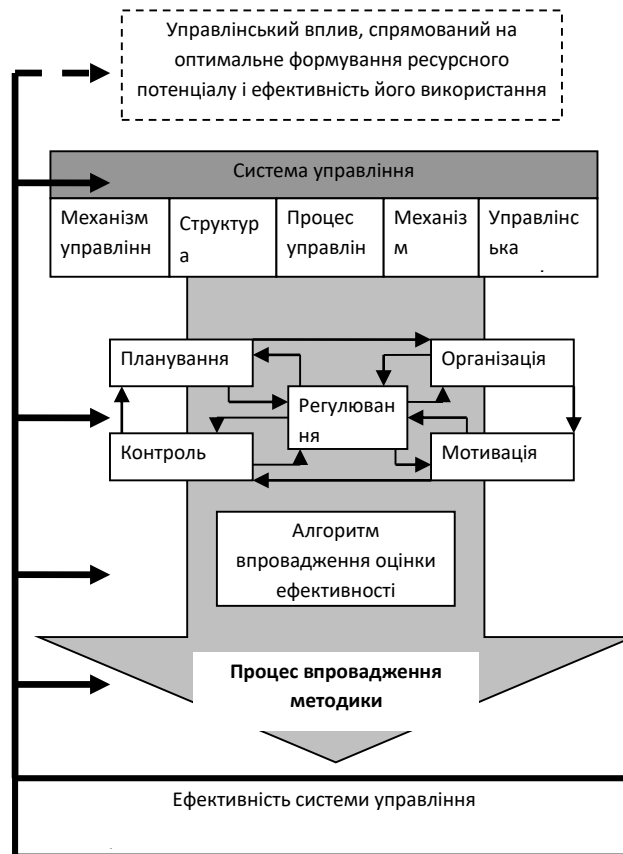 Управлінський вплив, спрямований на
оптимальне формування ресурсного
потенціалу і ефективність його використання
Система управління
Механізм
управлінн
Структур
а
Процес
управлін
Механіз
м
Управлінс
ька
Планування
Організація
Регулюван
ня
Контроль
Мотивація
Алгоритм
впровадження оцінки
ефективності
Процес впровадження
методики
Ефективність системи управління